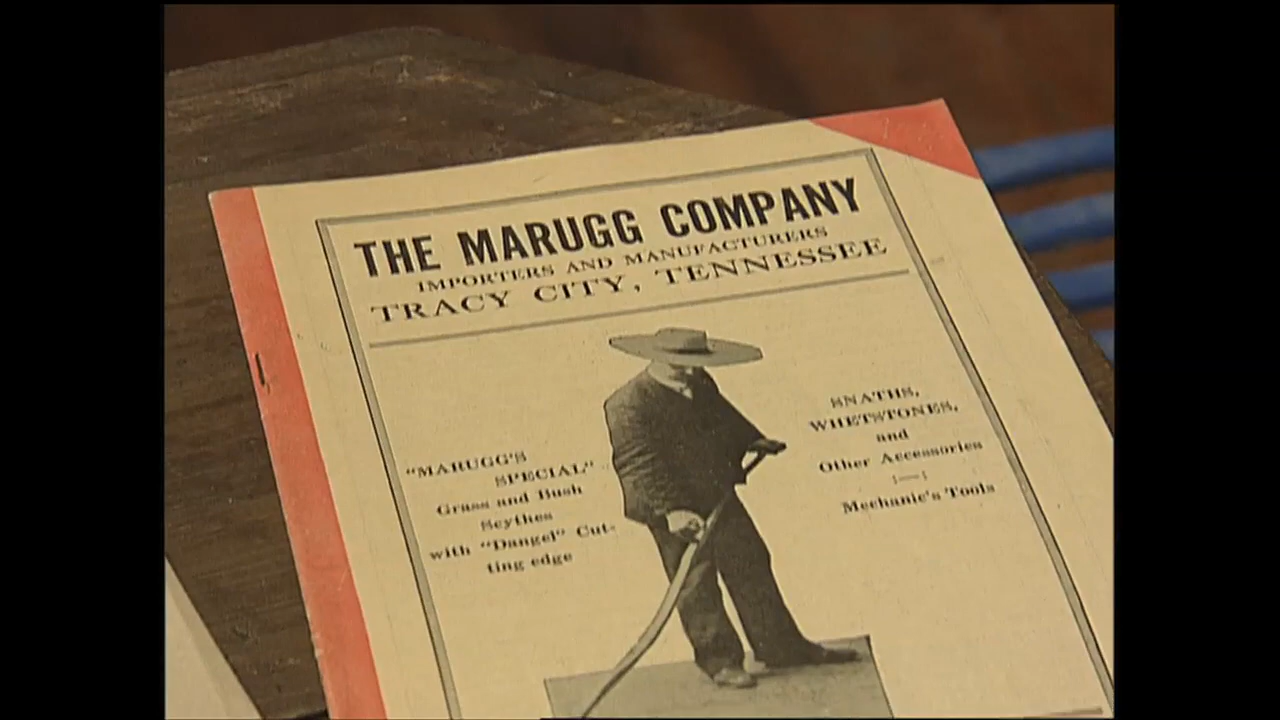 THE MARUGG COMPANY
IMPORTERS AND MANUFACTURERS
TRACY CITY, TENNESSEE
"MARUGG'S
SPECIAL"
Grass and Bush
Scythes
with "Dangel" Cut-
ting edge
SNATHS,
WHETSTONES,
and
Other Accessories
Mechanic's Tools